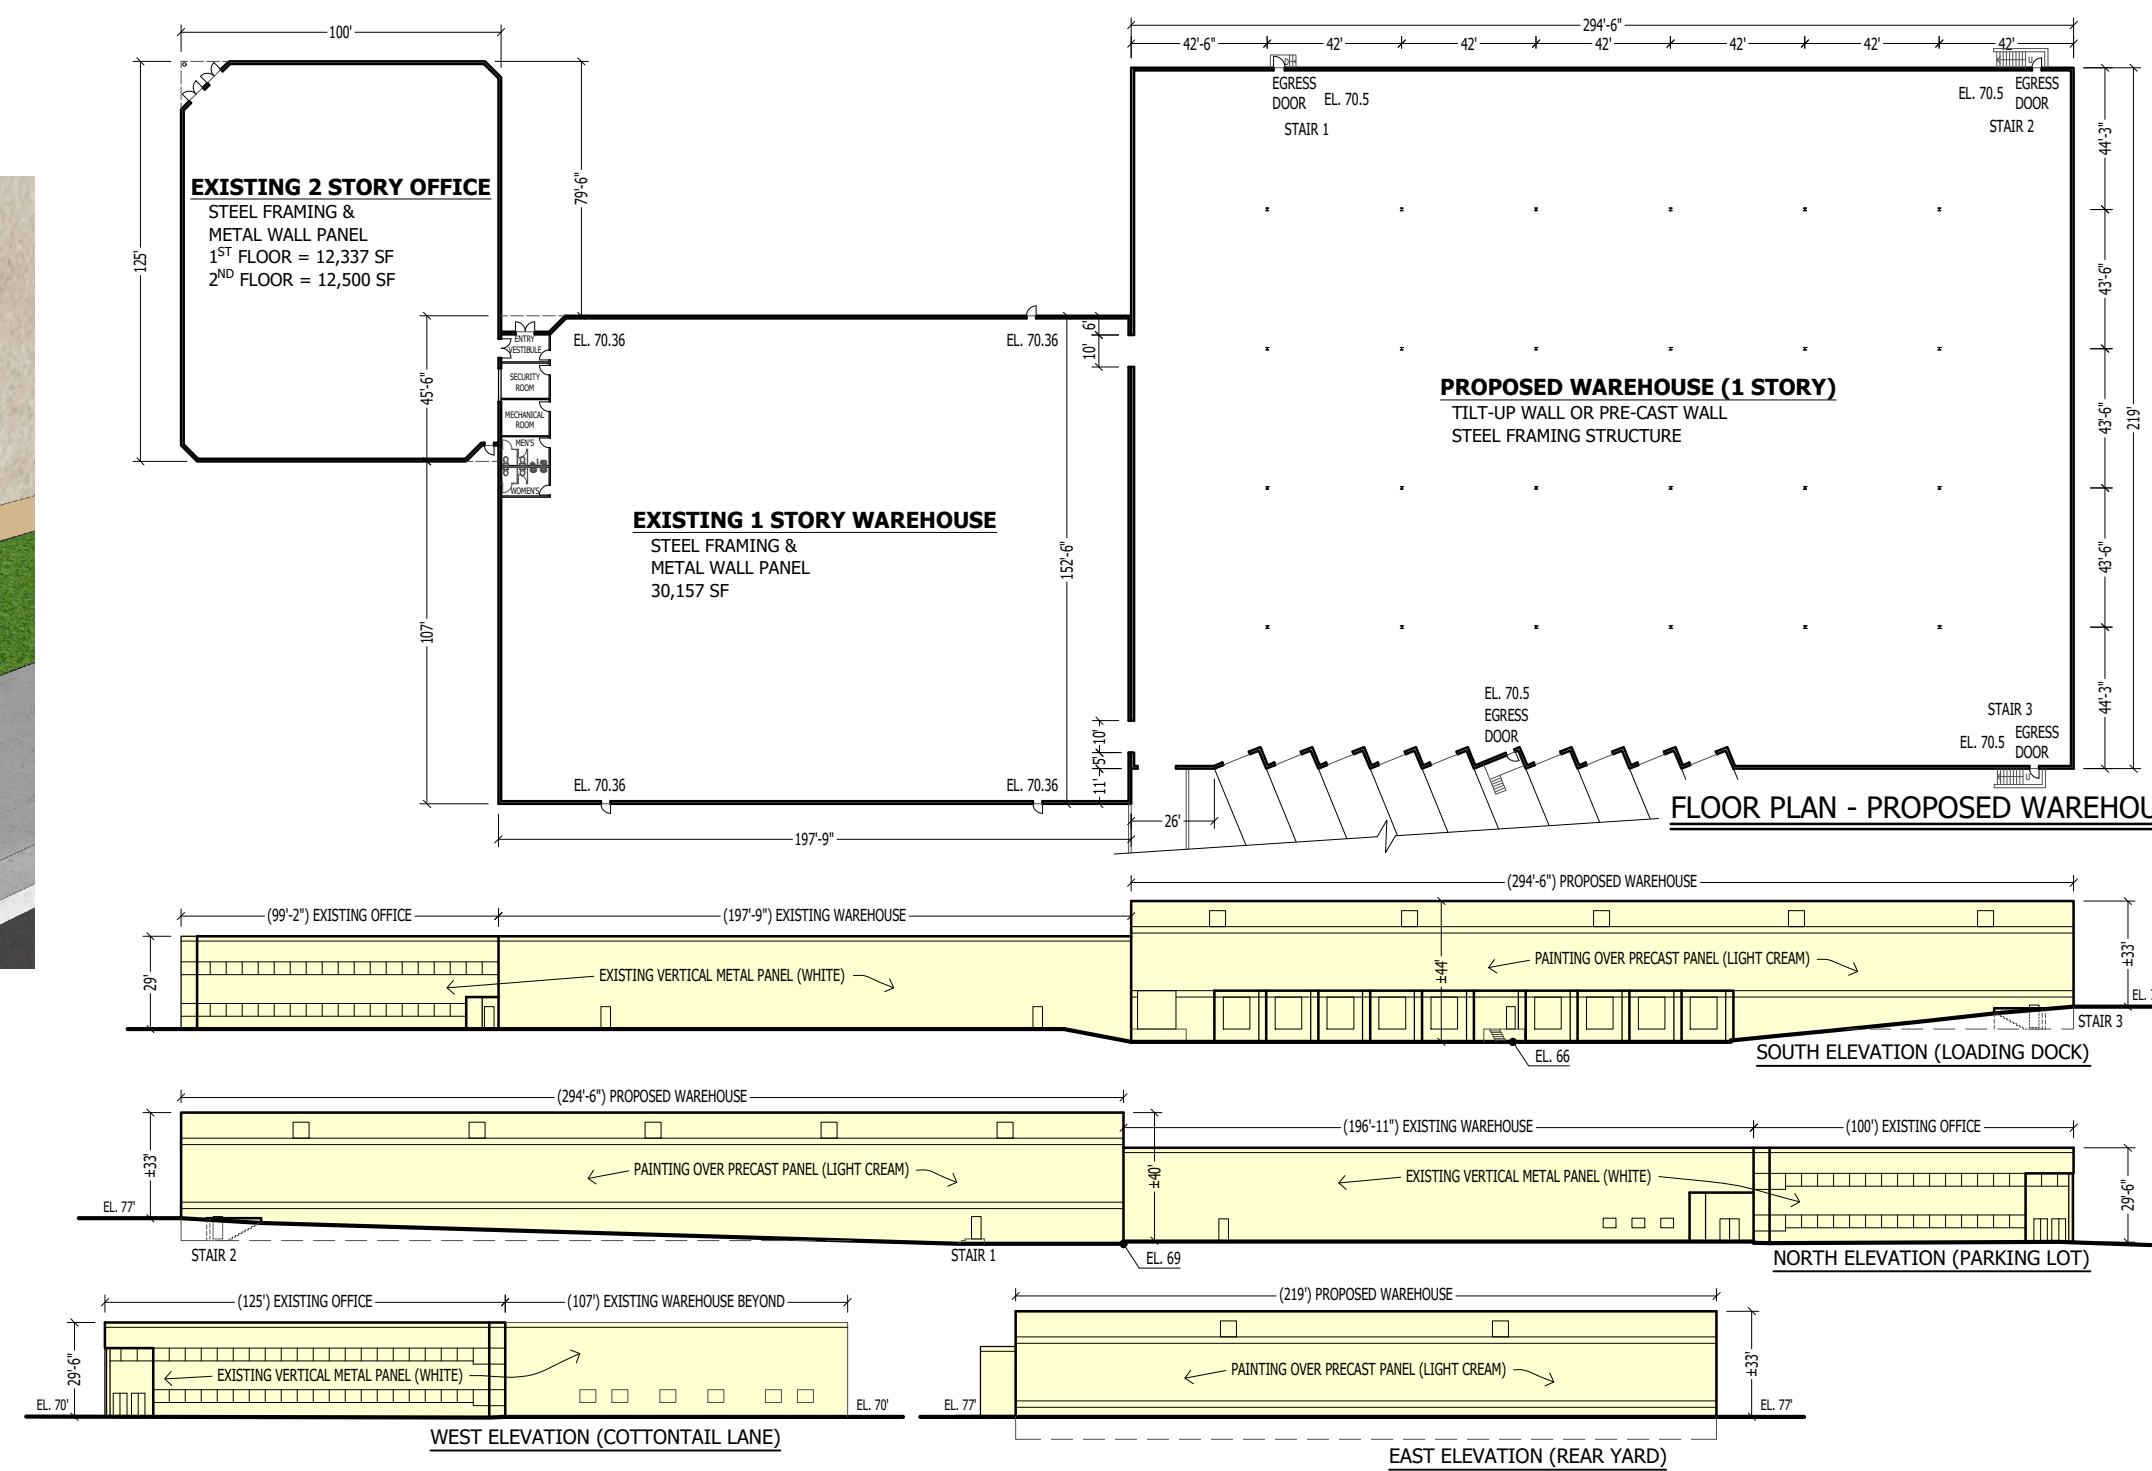 100'
294'-6"
42'-6"
42'
42'
42'
42'
42'
42'
EGRESS
DOOR
EL. 70.5
STAIR 1
EL. 70.5
EGRESS
DOOR
STAIR 2
U
125'
79'-6"
EXISTING 2 STORY OFFICE
STEEL FRAMING &
METAL WALL PANEL
1ST FLOOR = 12,337 SF
2ND FLOOR = 12,500 SF
44'-3"
43'-6"
43'-6"
43'-6"
44'-3"
219'
EL. 70.36
EL. 70.36
6'
10'
ENTRY
VESTIBULE
SECURITY
ROOM
MECHANICAL
ROOM
MEN'S
WOMEN'S
45'-6"
107'
PROPOSED WAREHOUSE (1 STORY)
TILT-UP WALL OR PRE-CAST WALL
STEEL FRAMING STRUCTURE
EXISTING 1 STORY WAREHOUSE
STEEL FRAMING &
METAL WALL PANEL
30,157 SF
152'-6"
EL. 70.5
EGRESS
DOOR
STAIR 3
EL. 70.5
EGRESS
DOOR
U
10'
5'
11'
EL. 70.36
EL. 70.36
26'
197'-9"
FLOOR PLAN - PROPOSED WAREHOU
(294'-6") PROPOSED WAREHOUSE
(99'-2") EXISTING OFFICE
(197'-9") EXISTING WAREHOUSE
29'
EXISTING VERTICAL METAL PANEL (WHITE)
±44'
PAINTING OVER PRECAST PANEL (LIGHT CREAM)
±33'
EL.
STAIR 3
EL. 66
SOUTH ELEVATION (LOADING DOCK)
(294'-6") PROPOSED WAREHOUSE
(196'-11") EXISTING WAREHOUSE
(100') EXISTING OFFICE
±33'
PAINTING OVER PRECAST PANEL (LIGHT CREAM)
±40'
EXISTING VERTICAL METAL PANEL (WHITE)
29'-6"
EL. 77'
STAIR 2
STAIR 1
EL. 69
NORTH ELEVATION (PARKING LOT)
(125') EXISTING OFFICE
(107') EXISTING WAREHOUSE BEYOND
29'-6"
EXISTING VERTICAL METAL PANEL (WHITE)
EL. 70'
EL. 70'
WEST ELEVATION (COTTONTAIL LANE)
(219') PROPOSED WAREHOUSE
PAINTING OVER PRECAST PANEL (LIGHT CREAM)
±33'
EL. 77'
EL. 77'
EAST ELEVATION (REAR YARD)